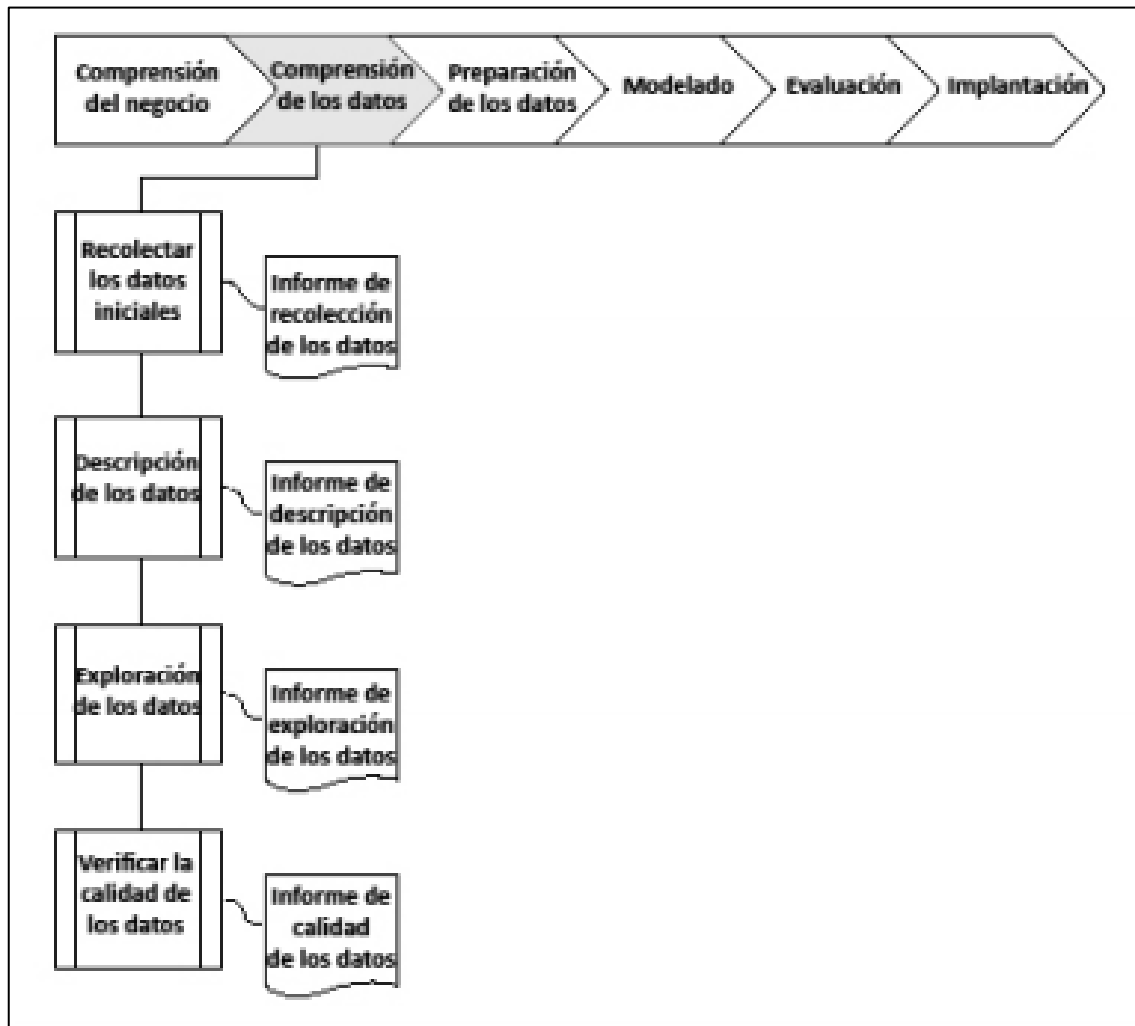 Comprensión
del negocio
Comprensión
de los datos
Preparación
de los datos
Modelado
Evaluación
Implantación
Recolectar
los datos
iniciales
Informe de
recolección
de los datos
Descripción
de los datos
Informe de
descripción
de los datos
Exploración
de los datos
Informe de
exploración
de los datos
Verificar la
calidad de
los datos
Informe de
calidad
de los datos